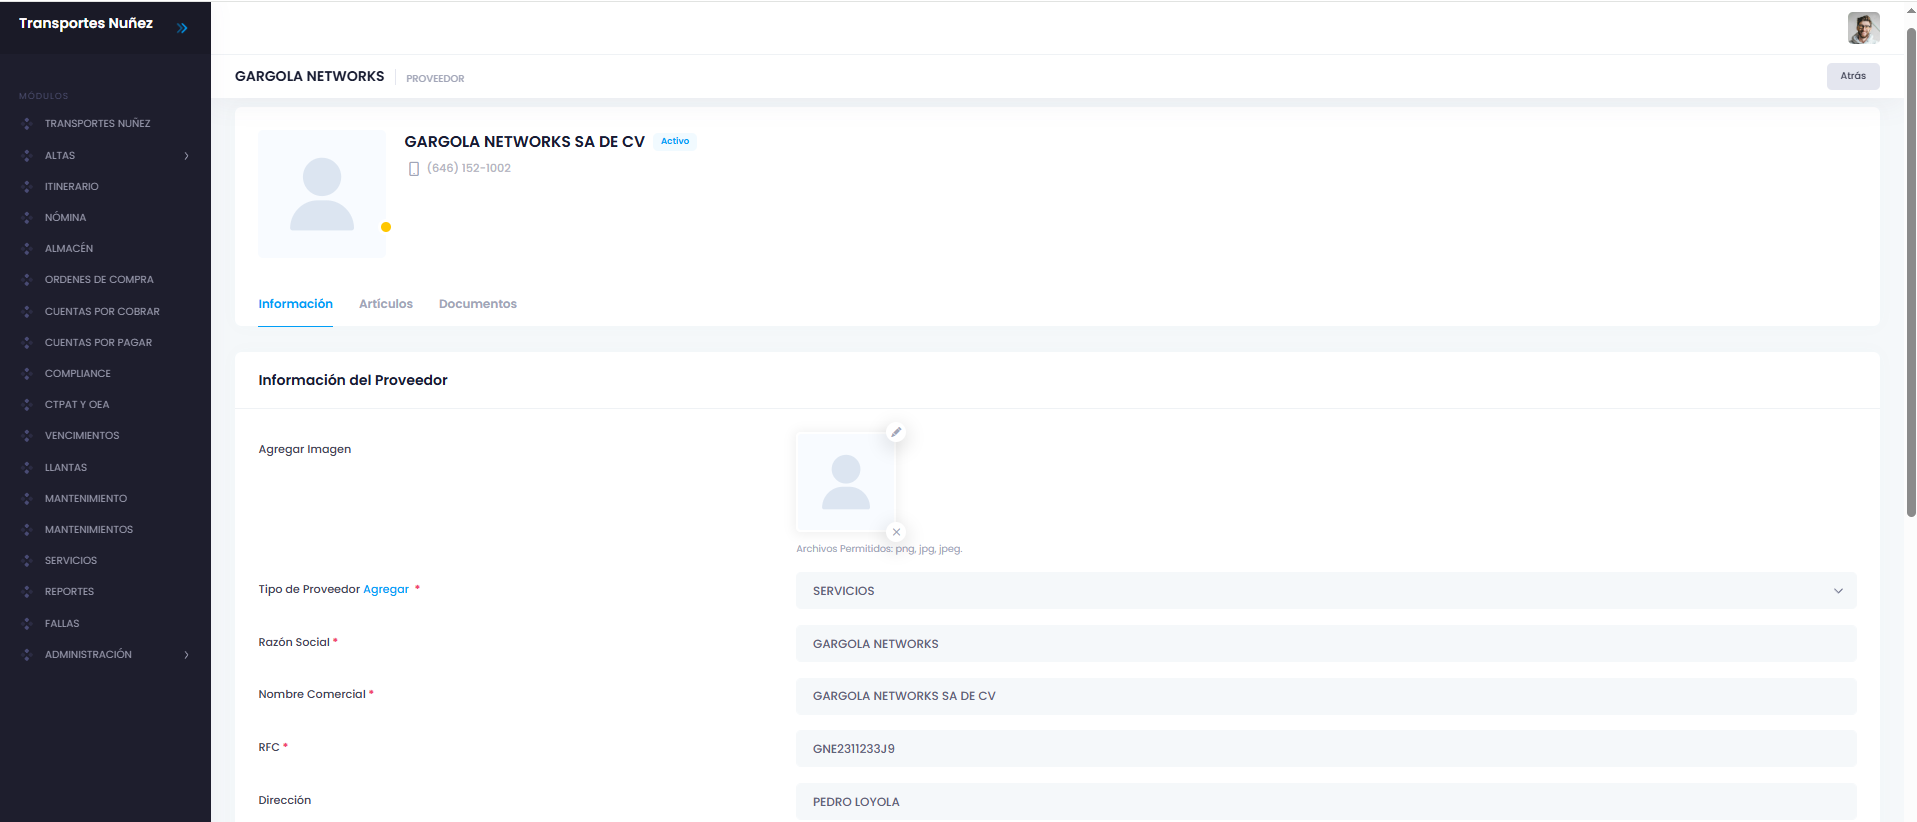 Transportes Nuñez
MÓDULOS
TRANSPORTES NUÑEZ
ALTAS
ITINERARIO
NÓMINA
ALMACÉN
ORDENES DE COMPRA
CUENTAS POR COBRAR
CUENTAS POR PAGAR
COMPLIANCE
CTPAT Y OEA
VENCIMIENTOS
LLANTAS
MANTENIMIENTO
MANTENIMIENTOS
SERVICIOS
REPORTES
FALLAS
ADMINISTRACIÓN
GARGOLA NETWORKS PROVEEDOR
Atrás
GARGOLA NETWORKS SA DE CV Activo
(646) 152-1002
Información Artículos Documentos
Información del Proveedor
Agregar Imagen
Archivos Permitidos: png, jpg, jpeg.
Tipo de Proveedor Agregar * SERVICIOS
Razón Social * GARGOLA NETWORKS
Nombre Comercial * GARGOLA NETWORKS SA DE CV
RFC * GNE2311233J9
Dirección PEDRO LOYOLA